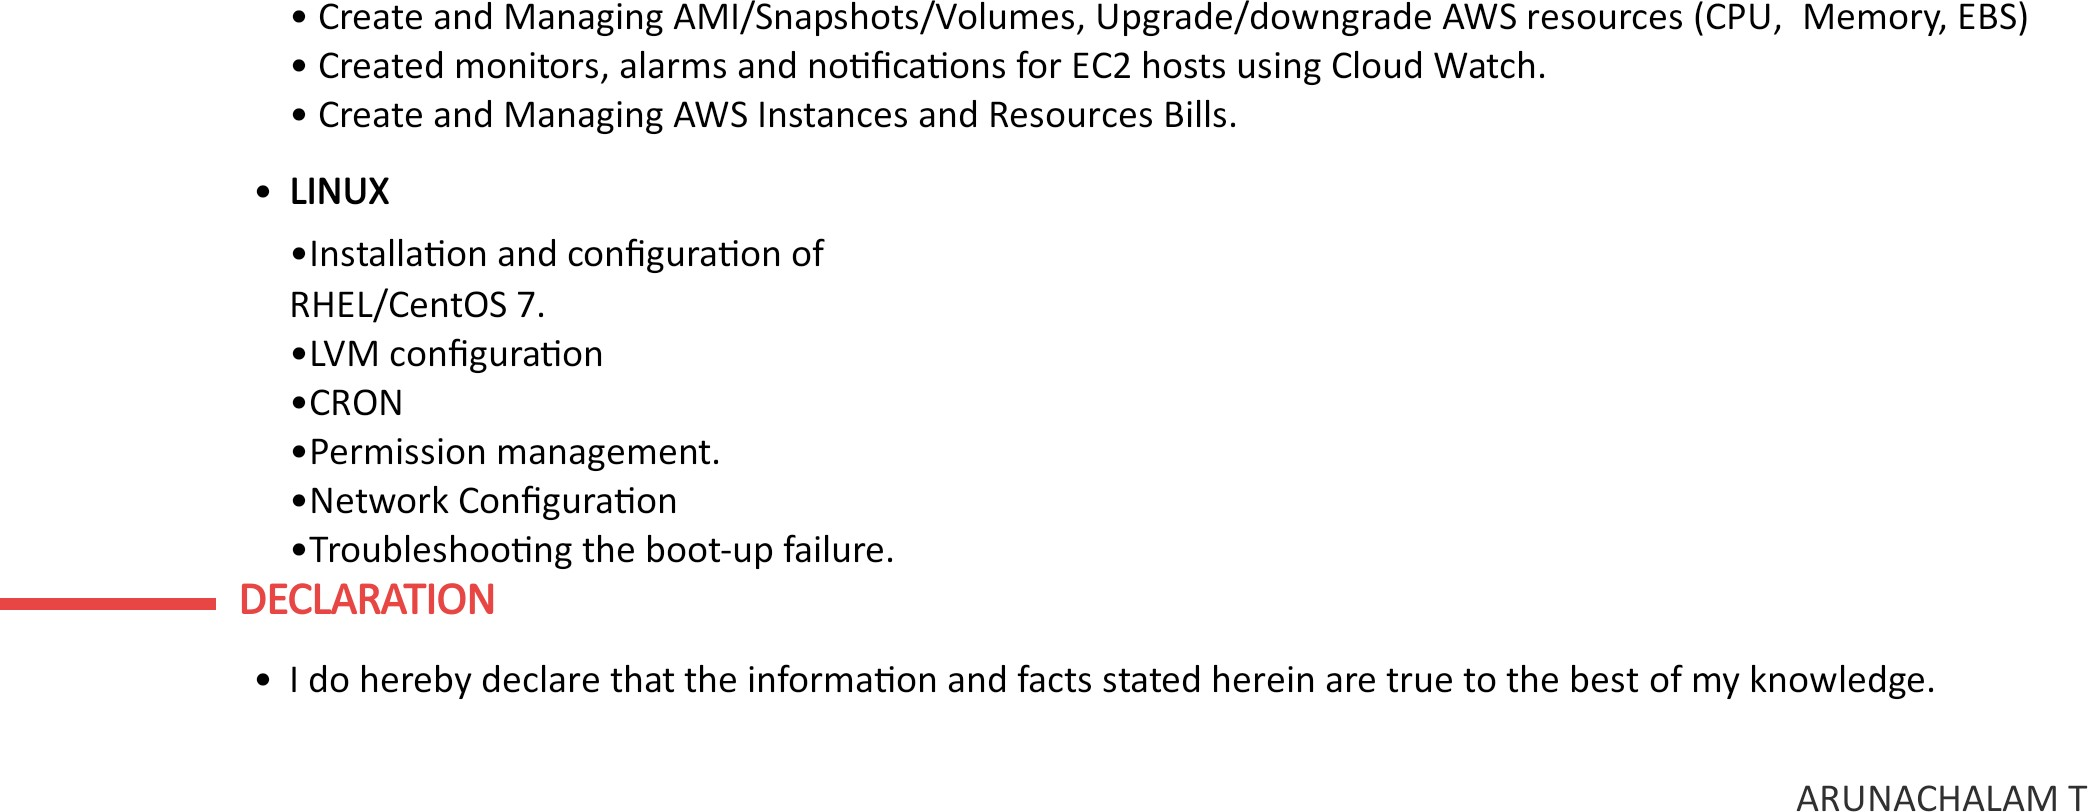 • Create and Managing AMI/Snapshots/Volumes, Upgrade/downgrade AWS resources (CPU,  Memory, EBS)
• Created monitors, alarms and notifications for EC2 hosts using Cloud Watch.
• Create and Managing AWS Instances and Resources Bills.
• LINUX
•Installation and configuration of
RHEL/CentOS 7.
•LVM configuration
•CRON
•Permission management.
•Network Configuration
•Troubleshooting the boot-up failure.
DECLARATION
• I do hereby declare that the information and facts stated herein are true to the best of my knowledge.
ARUNACHALAM T